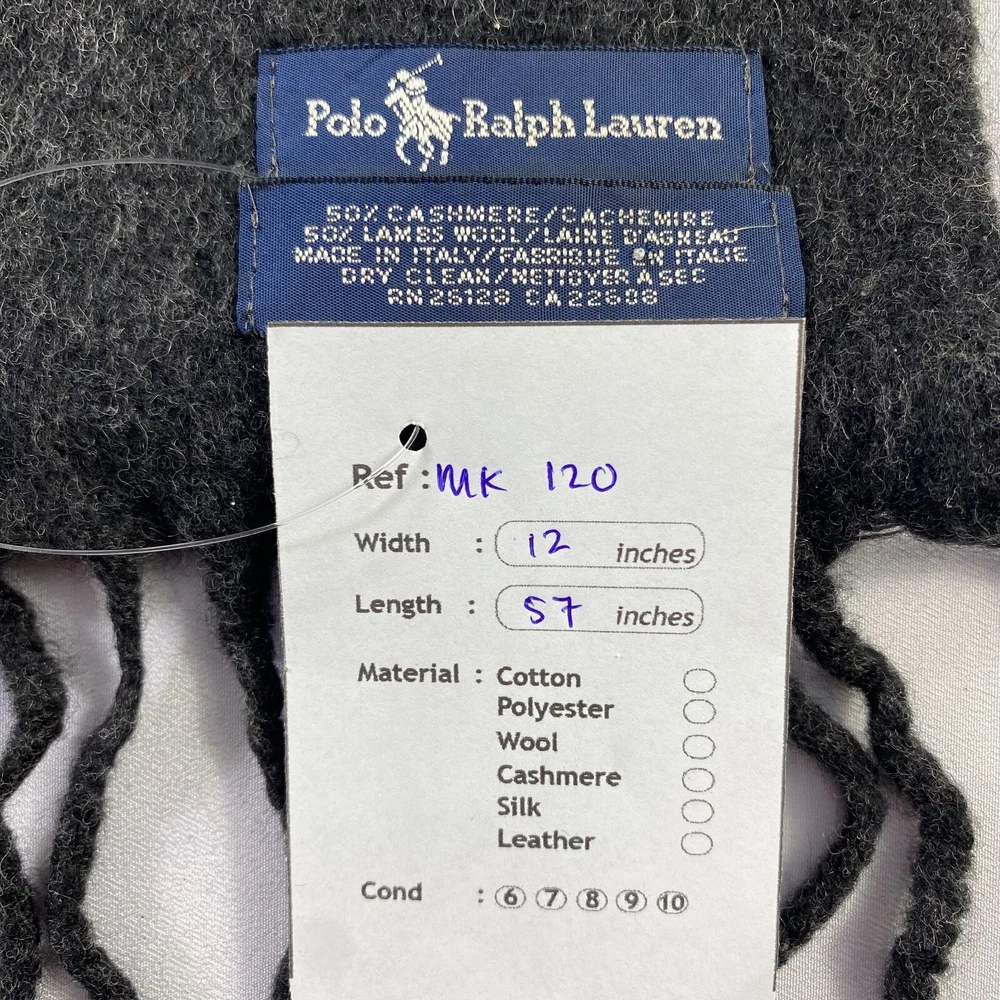 Polo Ralph Lauren
50% CASHMERE/CACHEMIRE
50% LAMBS WOOL/LAINE D'AGNEAU
MADE IN ITALY/FABRIQUE EN ITALIE
DRY CLEAN/NETTOYER A SEC
RN 26128 CA 22608
Ref : MK 120
Width : 12 inches
Length : 57 inches
Material : Cotton
Polyester
Wool
Cashmere
Silk
Leather
Cond : 6 7 8 9 10